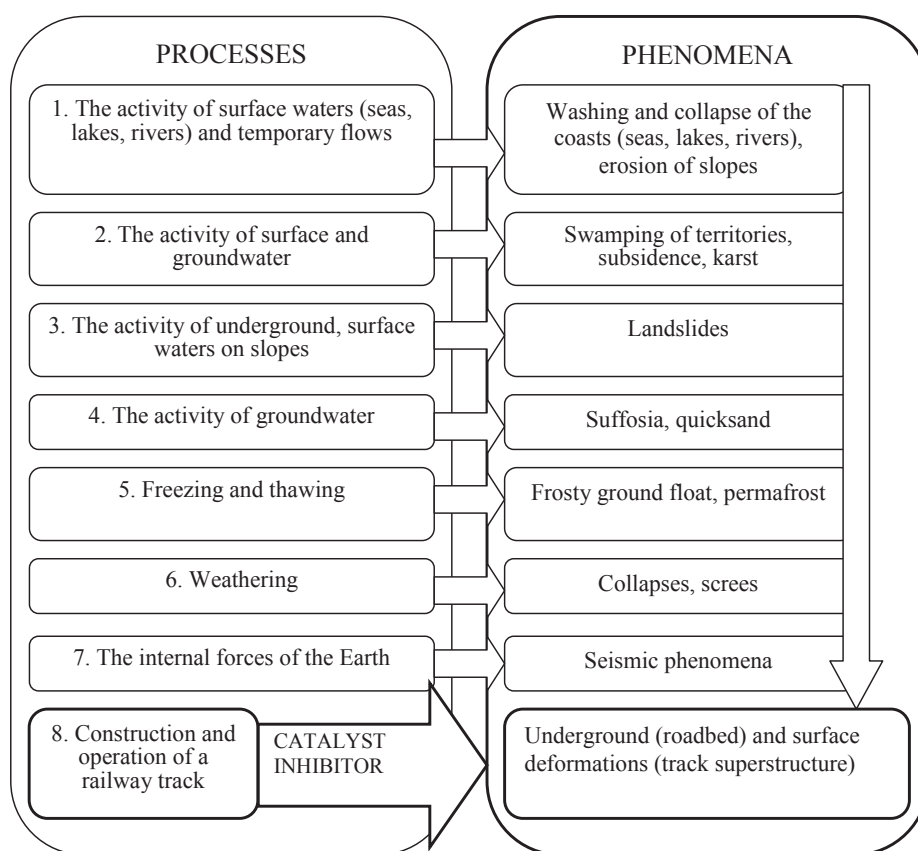 PROCESSES
PHENOMENA
1. The activity of surface waters (seas,
lakes, rivers) and temporary flows
Washing and collapse of the
coasts (seas, lakes, rivers),
erosion of slopes
2. The activity of surface and
groundwater
Swamping of territories,
subsidence, karst
3. The activity of underground, surface
waters on slopes
Landslides
4. The activity of groundwater
Suffosia, quicksand
5. Freezing and thawing
Frosty ground float, permafrost
6. Weathering
Collapses, screes
7. The internal forces of the Earth
Seismic phenomena
8. Construction and
operation of a
railway track
CATALYST
INHIBITOR
Underground (roadbed) and surface
deformations (track superstructure)